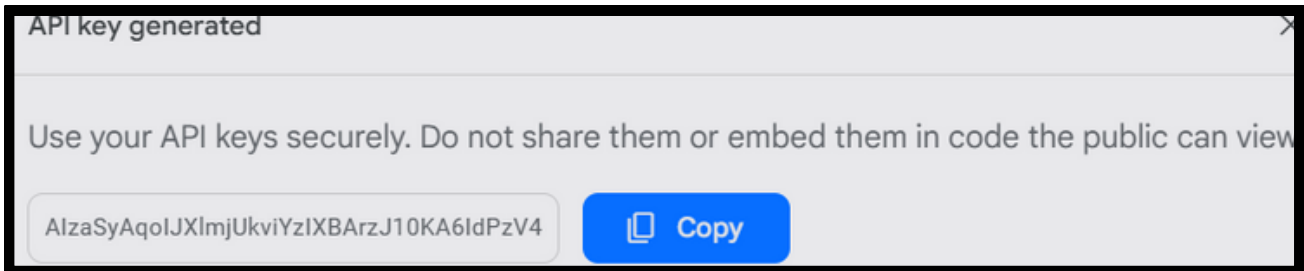 API key generated
Use your API keys securely. Do not share them or embed them in code the public can view
AIzaSyAqoIJXlmjUkviYzIXBArzJ10KA6IdPzV4
Copy